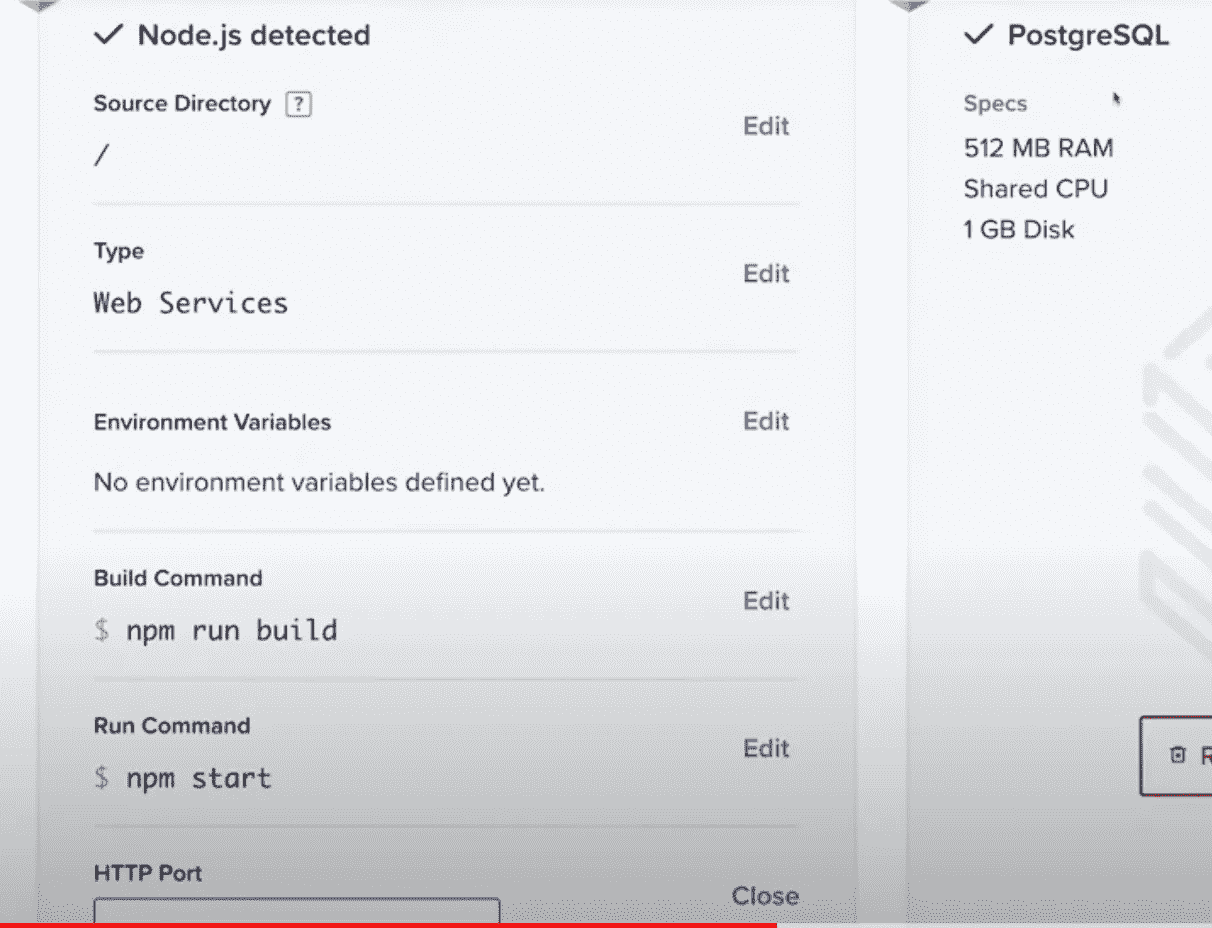 Node.js detected
Source Directory ?
Edit
/
Type
Edit
Web Services
Environment Variables
Edit
No environment variables defined yet.
Build Command
Edit
$ npm run build
Run Command
Edit
$ npm start
HTTP Port
Close
PostgreSQL
Specs
512 MB RAM
Shared CPU
1 GB Disk